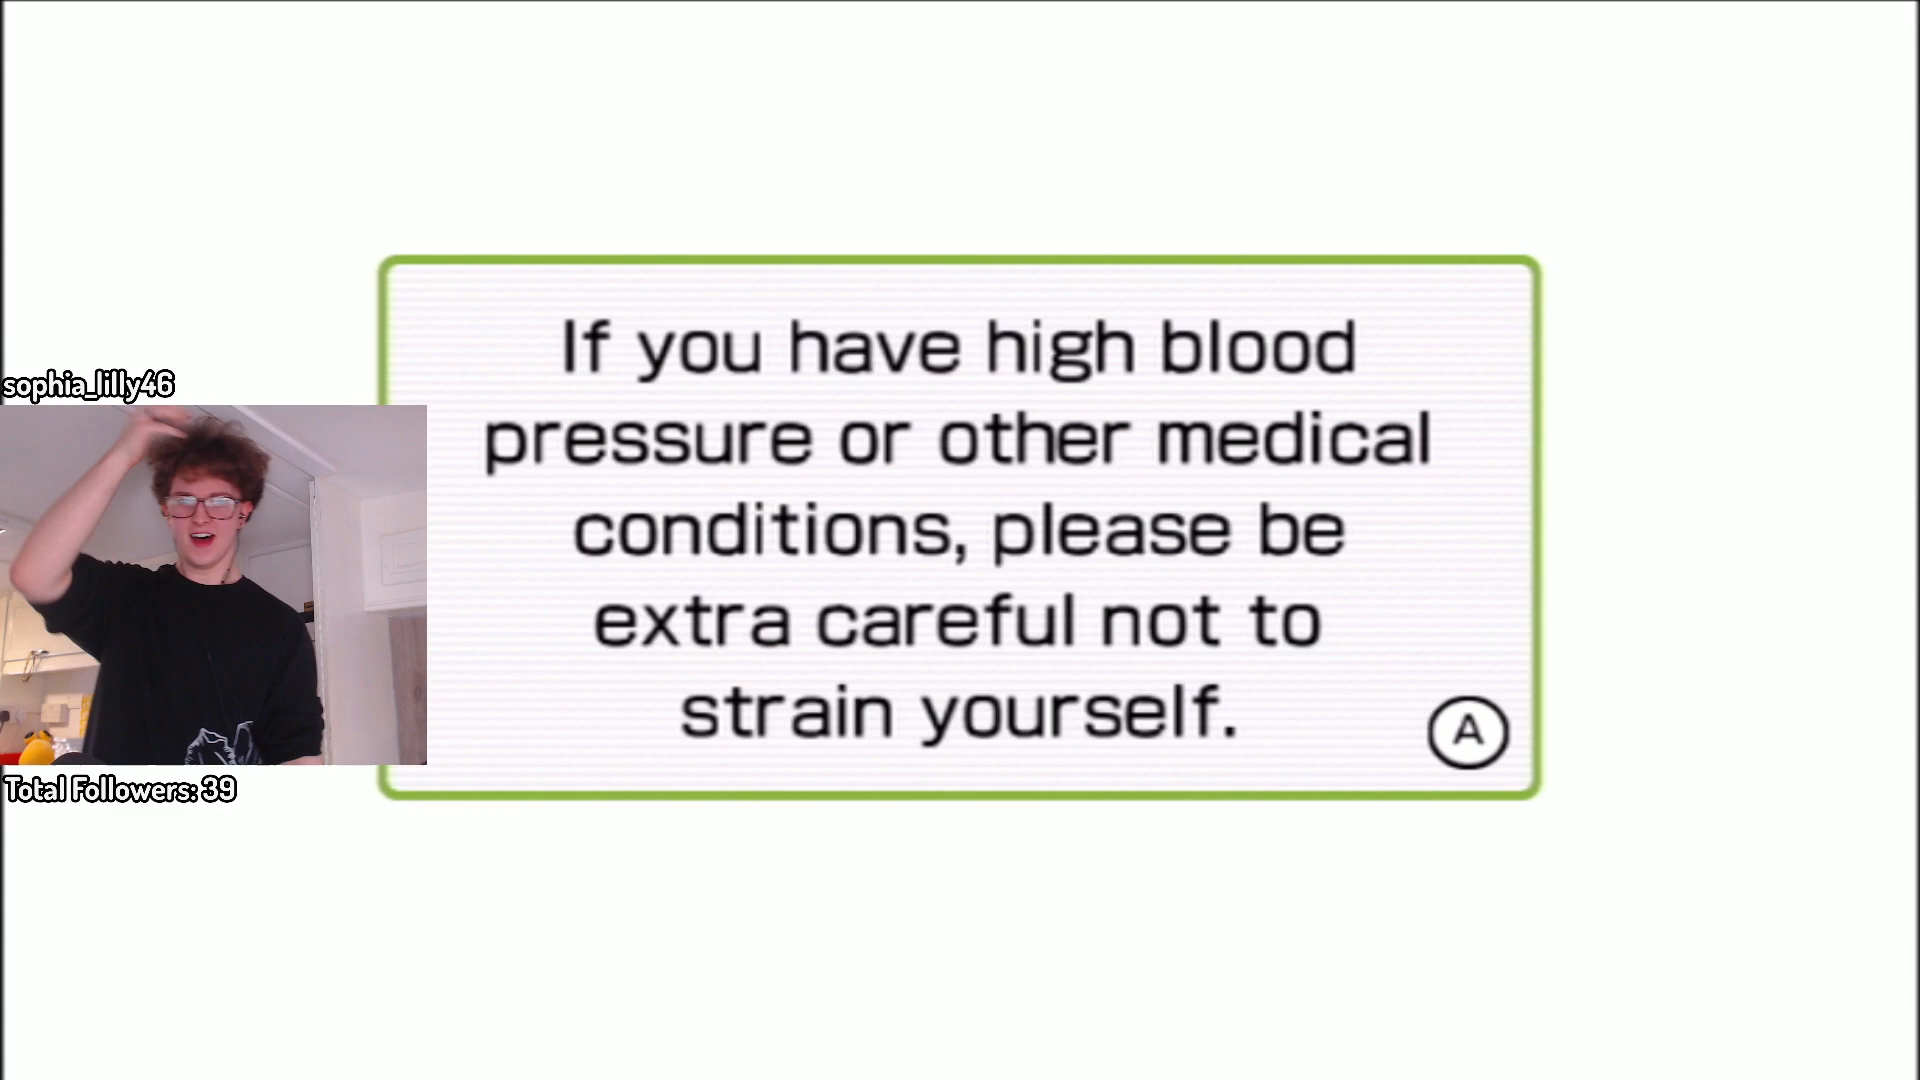 If you have high blood
pressure or other medical
conditions, please be
extra careful not to
strain yourself.
A
sophia_lilly46
Total Followers: 39